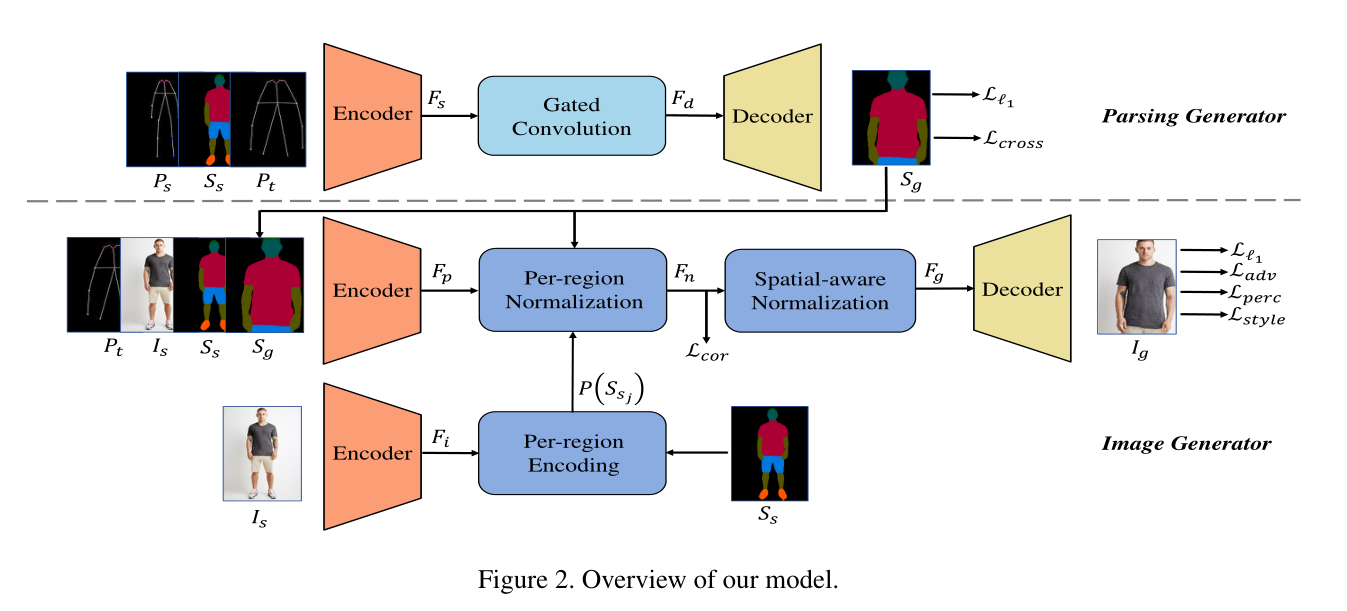 Encoder
F_s
Gated
Convolution
F_d
Decoder
ℒ_ℓ1
ℒ_cross
Parsing Generator
P_s S_s P_t
S_g
Encoder
F_p
Per-region
Normalization
F_n
Spatial-aware
Normalization
F_g
Decoder
ℒ_ℓ1
ℒ_adv
ℒ_perc
ℒ_style
P_t I_s S_s S_g
ℒ_cor
I_g
P(S_sj)
Encoder
F_i
Per-region
Encoding
Image Generator
I_s
S_s
Figure 2. Overview of our model.